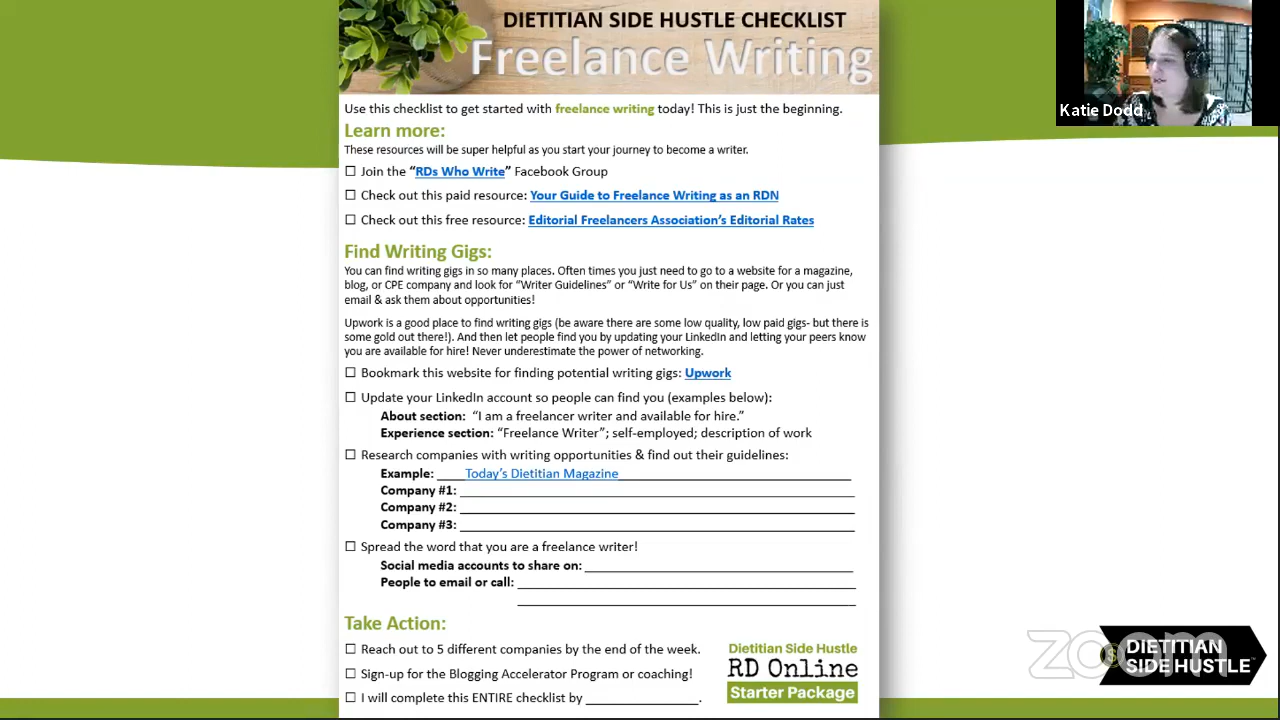 DIETITIAN SIDE HUSTLE CHECKLIST
Freelance Writing
Katie Dodd
Use this checklist to get started with freelance writing today! This is just the beginning.
Learn more:
These resources will be super helpful as you start your journey to become a writer.
☐ Join the “RDs Who Write” Facebook Group
☐ Check out this paid resource: Your Guide to Freelance Writing as an RDN
☐ Check out this free resource: Editorial Freelancers Association’s Editorial Rates
Find Writing Gigs:
You can find writing gigs in so many places. Often times you just need to go to a website for a magazine,
blog, or CPE company and look for “Writer Guidelines” or “Write for Us” on their page. Or you can just
email & ask them about opportunities!
Upwork is a good place to find writing gigs (be aware there are some low quality, low paid gigs- but there is
some gold out there!). And then let people find you by updating your LinkedIn and letting your peers know
you are available for hire! Never underestimate the power of networking.
☐ Bookmark this website for finding potential writing gigs: Upwork
☐ Update your LinkedIn account so people can find you (examples below):
About section: “I am a freelancer writer and available for hire.”
Experience section: “Freelance Writer”; self-employed; description of work
☐ Research companies with writing opportunities & find out their guidelines:
Example: ____Today’s Dietitian Magazine____
Company #1: ____
Company #2: ____
Company #3: ____
☐ Spread the word that you are a freelance writer!
Social media accounts to share on: ____
People to email or call: ____
Take Action:
☐ Reach out to 5 different companies by the end of the week.
☐ Sign-up for the Blogging Accelerator Program or coaching!
☐ I will complete this ENTIRE checklist by ____.
Dietitian Side Hustle
RD Online
Starter Package
zoom
$ DIETITIAN
SIDE HUSTLE™